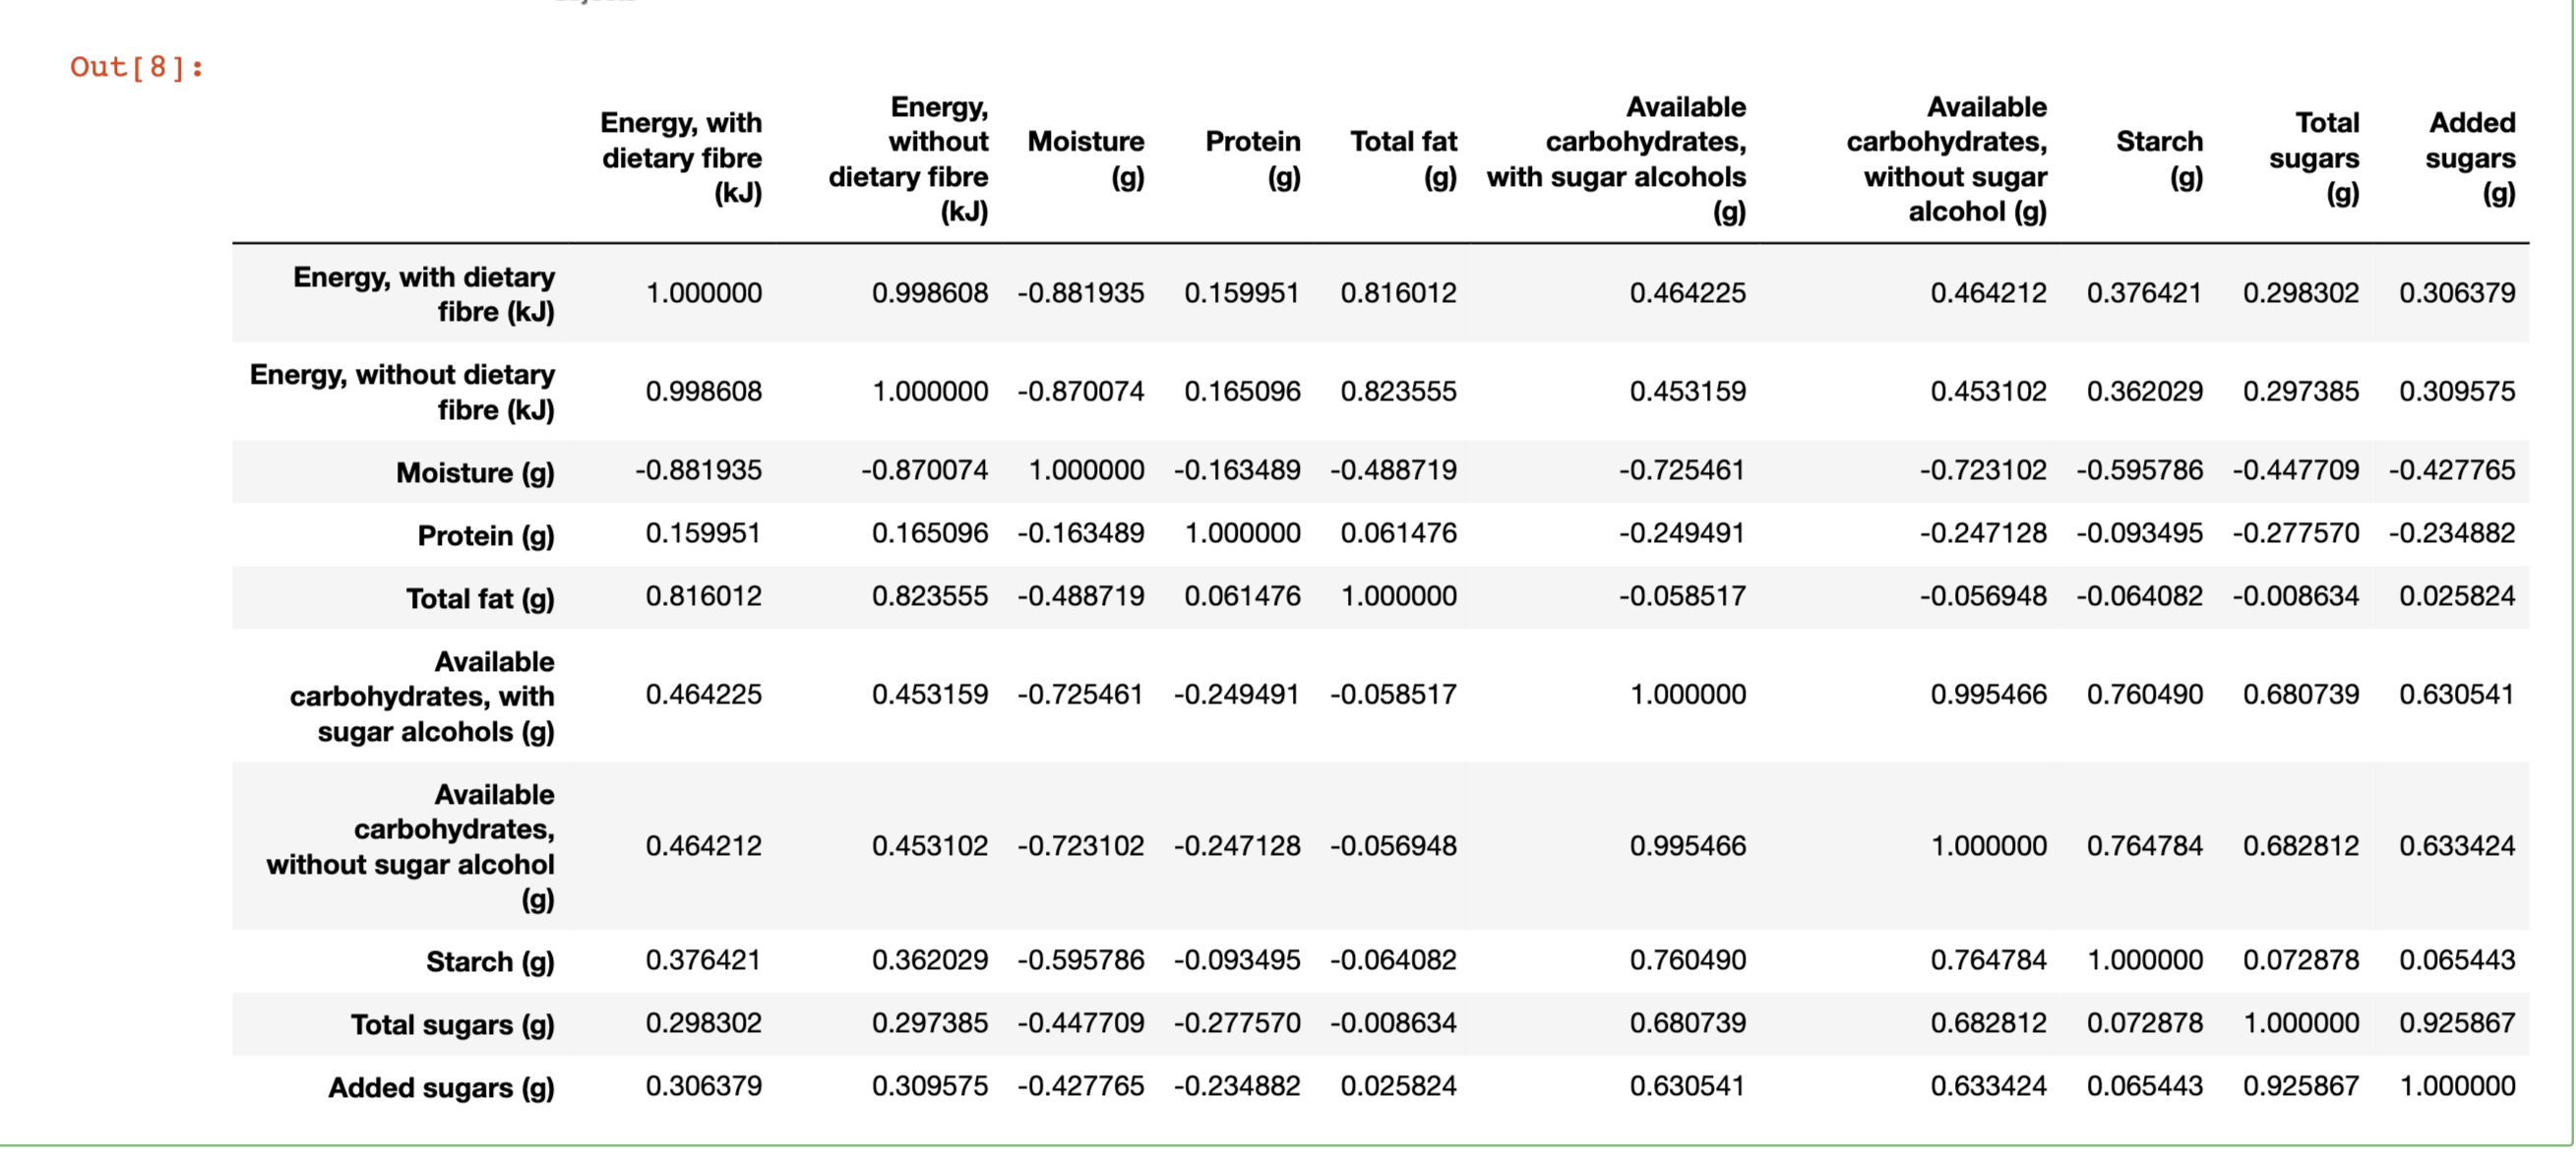 Out[8]:
Energy, with dietary fibre (kJ) Energy, without dietary fibre (kJ) Moisture (g) Protein (g) Total fat (g) Available carbohydrates, with sugar alcohols (g) Available carbohydrates, without sugar alcohol (g) Starch (g) Total sugars (g) Added sugars (g)
Energy, with dietary fibre (kJ) 1.000000 0.998608 -0.881935 0.159951 0.816012 0.464225 0.464212 0.376421 0.298302 0.306379
Energy, without dietary fibre (kJ) 0.998608 1.000000 -0.870074 0.165096 0.823555 0.453159 0.453102 0.362029 0.297385 0.309575
Moisture (g) -0.881935 -0.870074 1.000000 -0.163489 -0.488719 -0.725461 -0.723102 -0.595786 -0.447709 -0.427765
Protein (g) 0.159951 0.165096 -0.163489 1.000000 0.061476 -0.249491 -0.247128 -0.093495 -0.277570 -0.234882
Total fat (g) 0.816012 0.823555 -0.488719 0.061476 1.000000 -0.058517 -0.056948 -0.064082 -0.008634 0.025824
Available carbohydrates, with sugar alcohols (g) 0.464225 0.453159 -0.725461 -0.249491 -0.058517 1.000000 0.995466 0.760490 0.680739 0.630541
Available carbohydrates, without sugar alcohol (g) 0.464212 0.453102 -0.723102 -0.247128 -0.056948 0.995466 1.000000 0.764784 0.682812 0.633424
Starch (g) 0.376421 0.362029 -0.595786 -0.093495 -0.064082 0.760490 0.764784 1.000000 0.072878 0.065443
Total sugars (g) 0.298302 0.297385 -0.447709 -0.277570 -0.008634 0.680739 0.682812 0.072878 1.000000 0.925867
Added sugars (g) 0.306379 0.309575 -0.427765 -0.234882 0.025824 0.630541 0.633424 0.065443 0.925867 1.000000